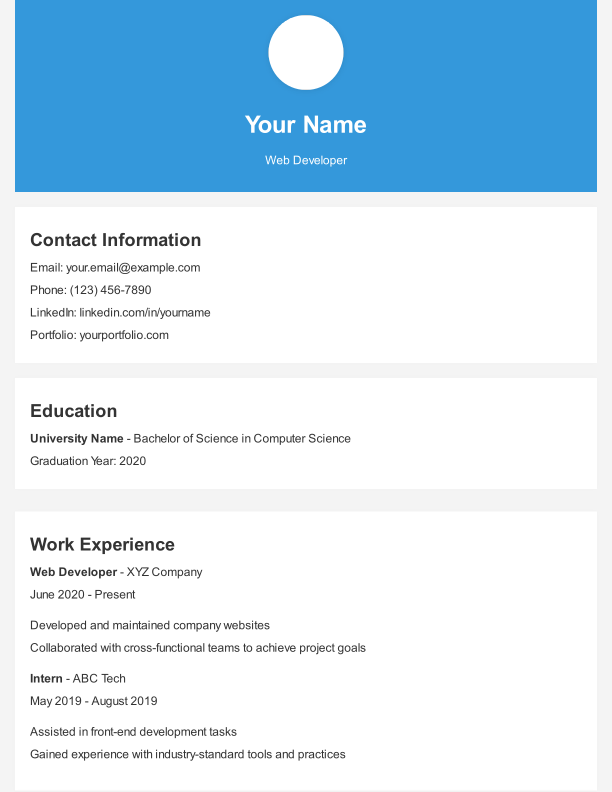 Your Name
Web Developer
Contact Information
Email: your.email@example.com
Phone: (123) 456-7890
LinkedIn: linkedin.com/in/yourname
Portfolio: yourportfolio.com
Education
University Name - Bachelor of Science in Computer Science
Graduation Year: 2020
Work Experience
Web Developer - XYZ Company
June 2020 - Present
Developed and maintained company websites
Collaborated with cross-functional teams to achieve project goals
Intern - ABC Tech
May 2019 - August 2019
Assisted in front-end development tasks
Gained experience with industry-standard tools and practices